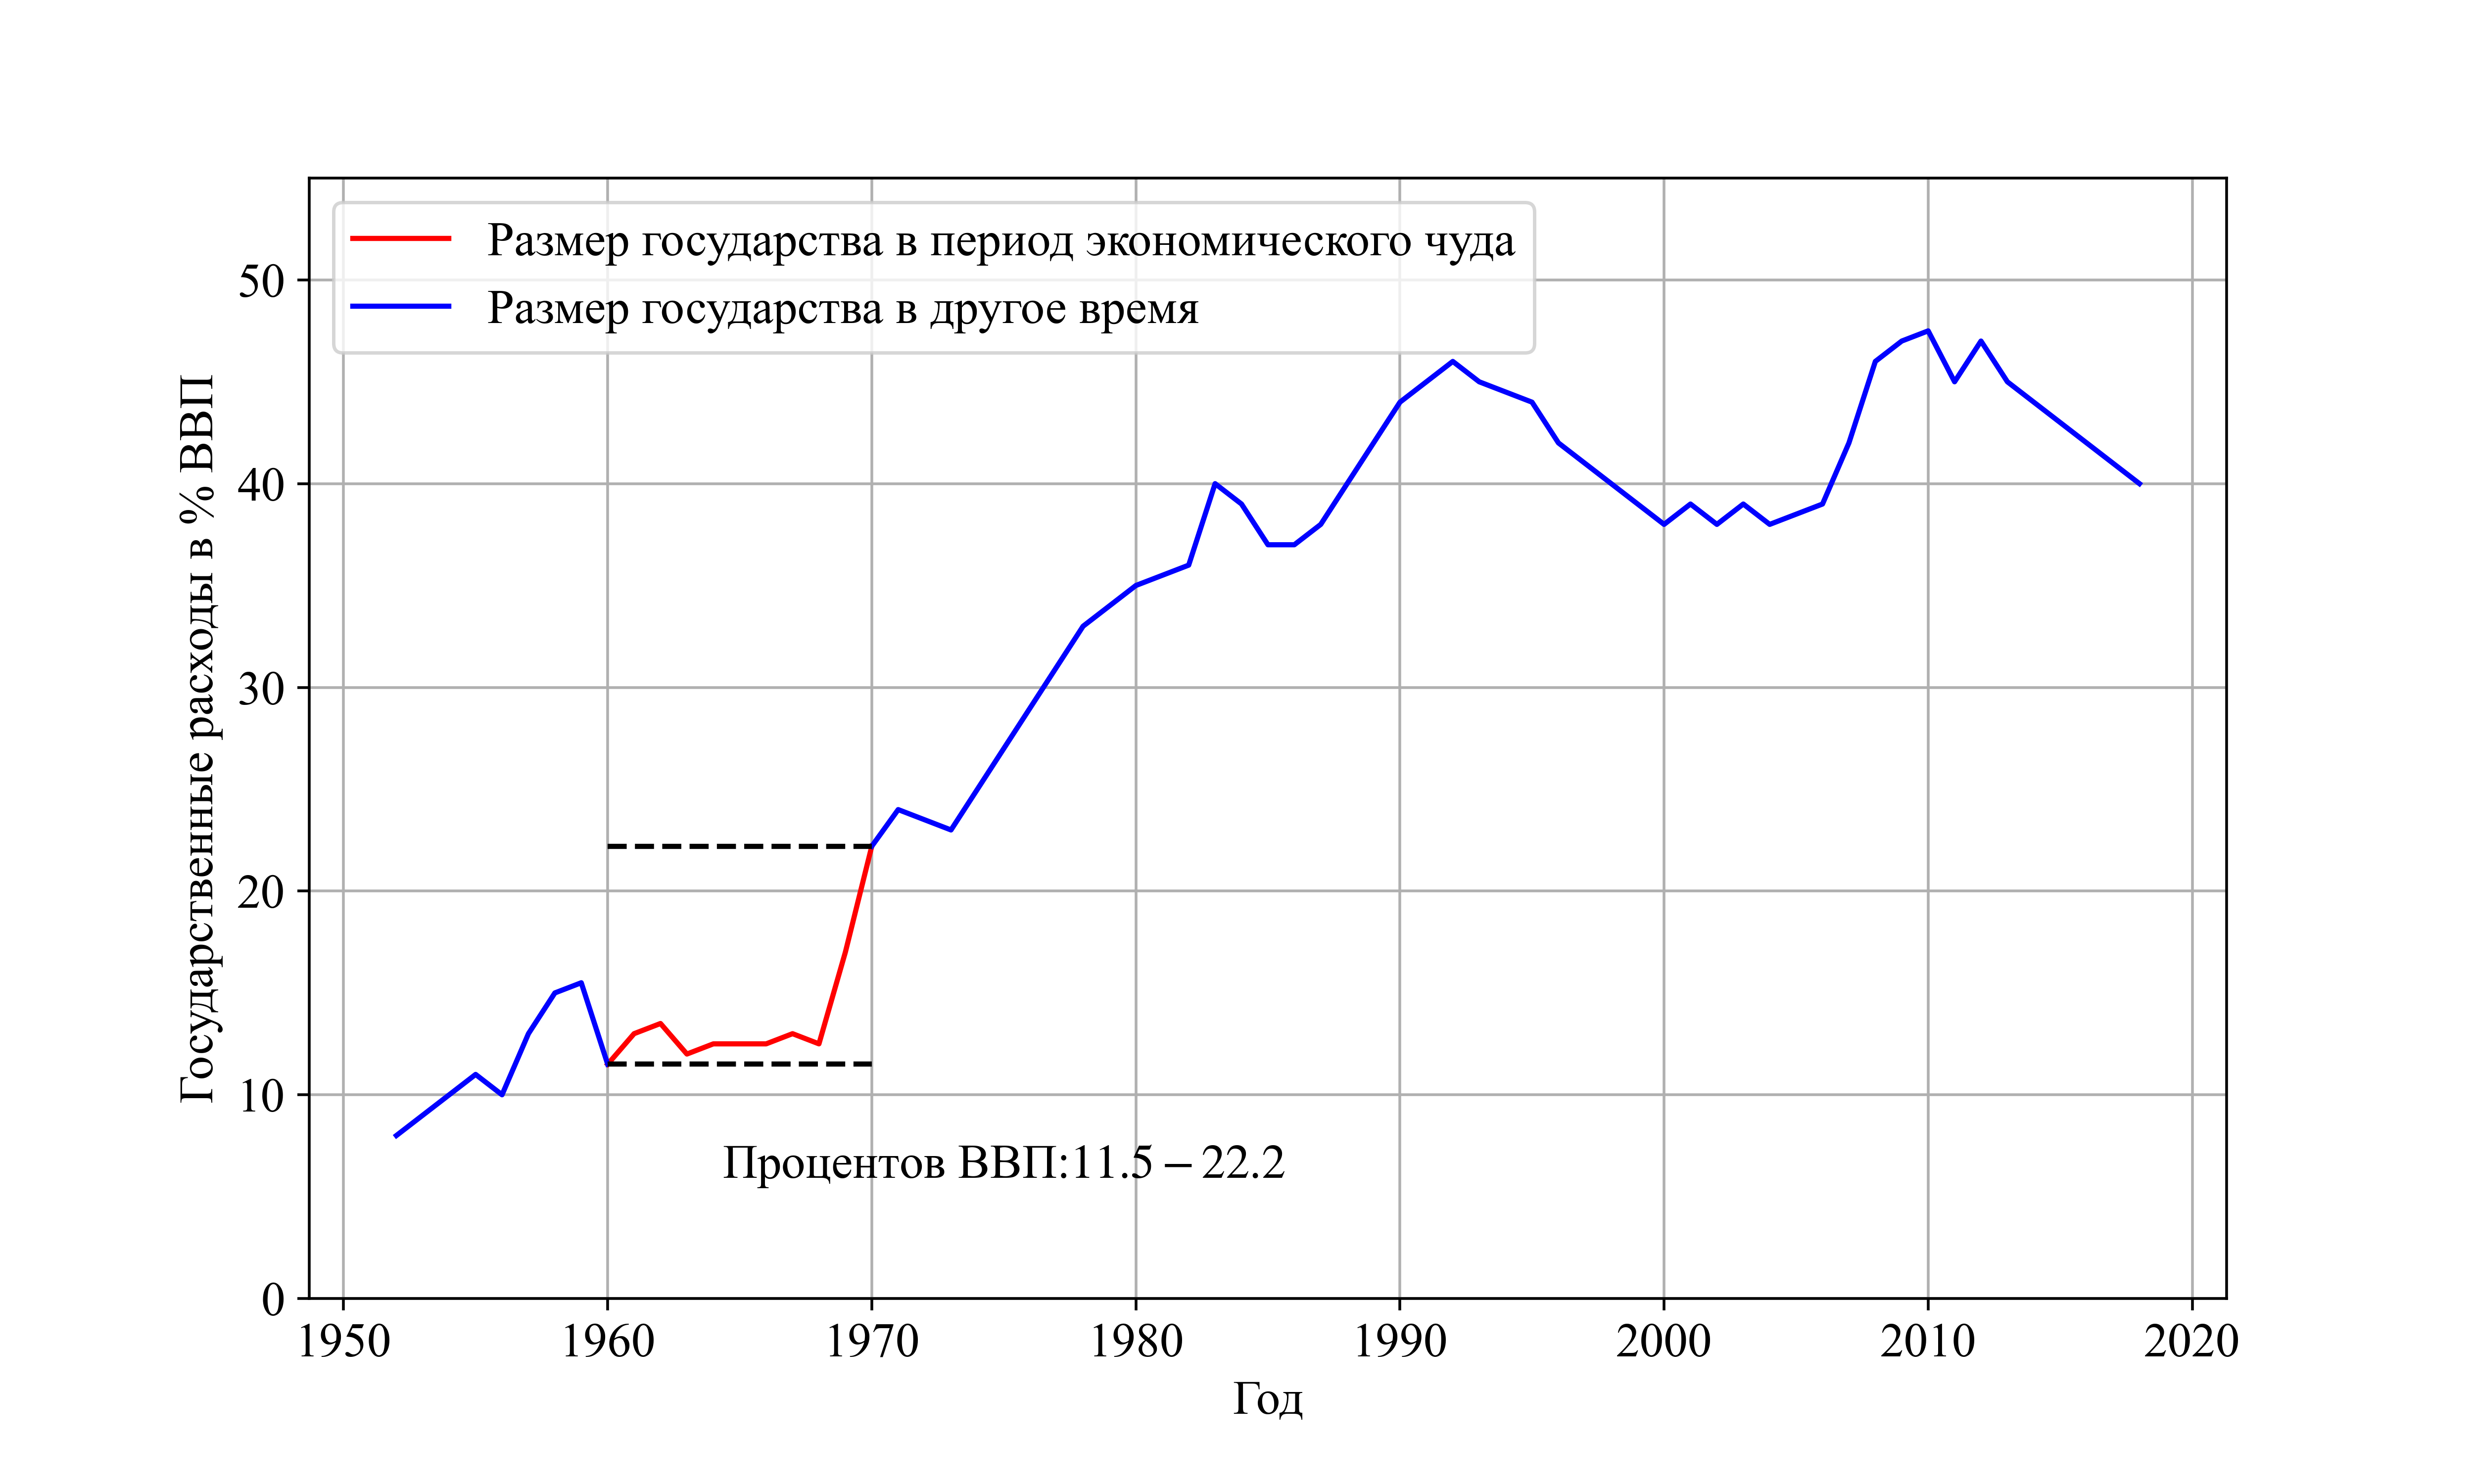 Размер государства в период экономического чуда
Размер государства в другое время
Государственные расходы в % ВВП
50
40
30
20
10
0
Процентов ВВП:11.5 − 22.2
1950 1960 1970 1980 1990 2000 2010 2020
Год